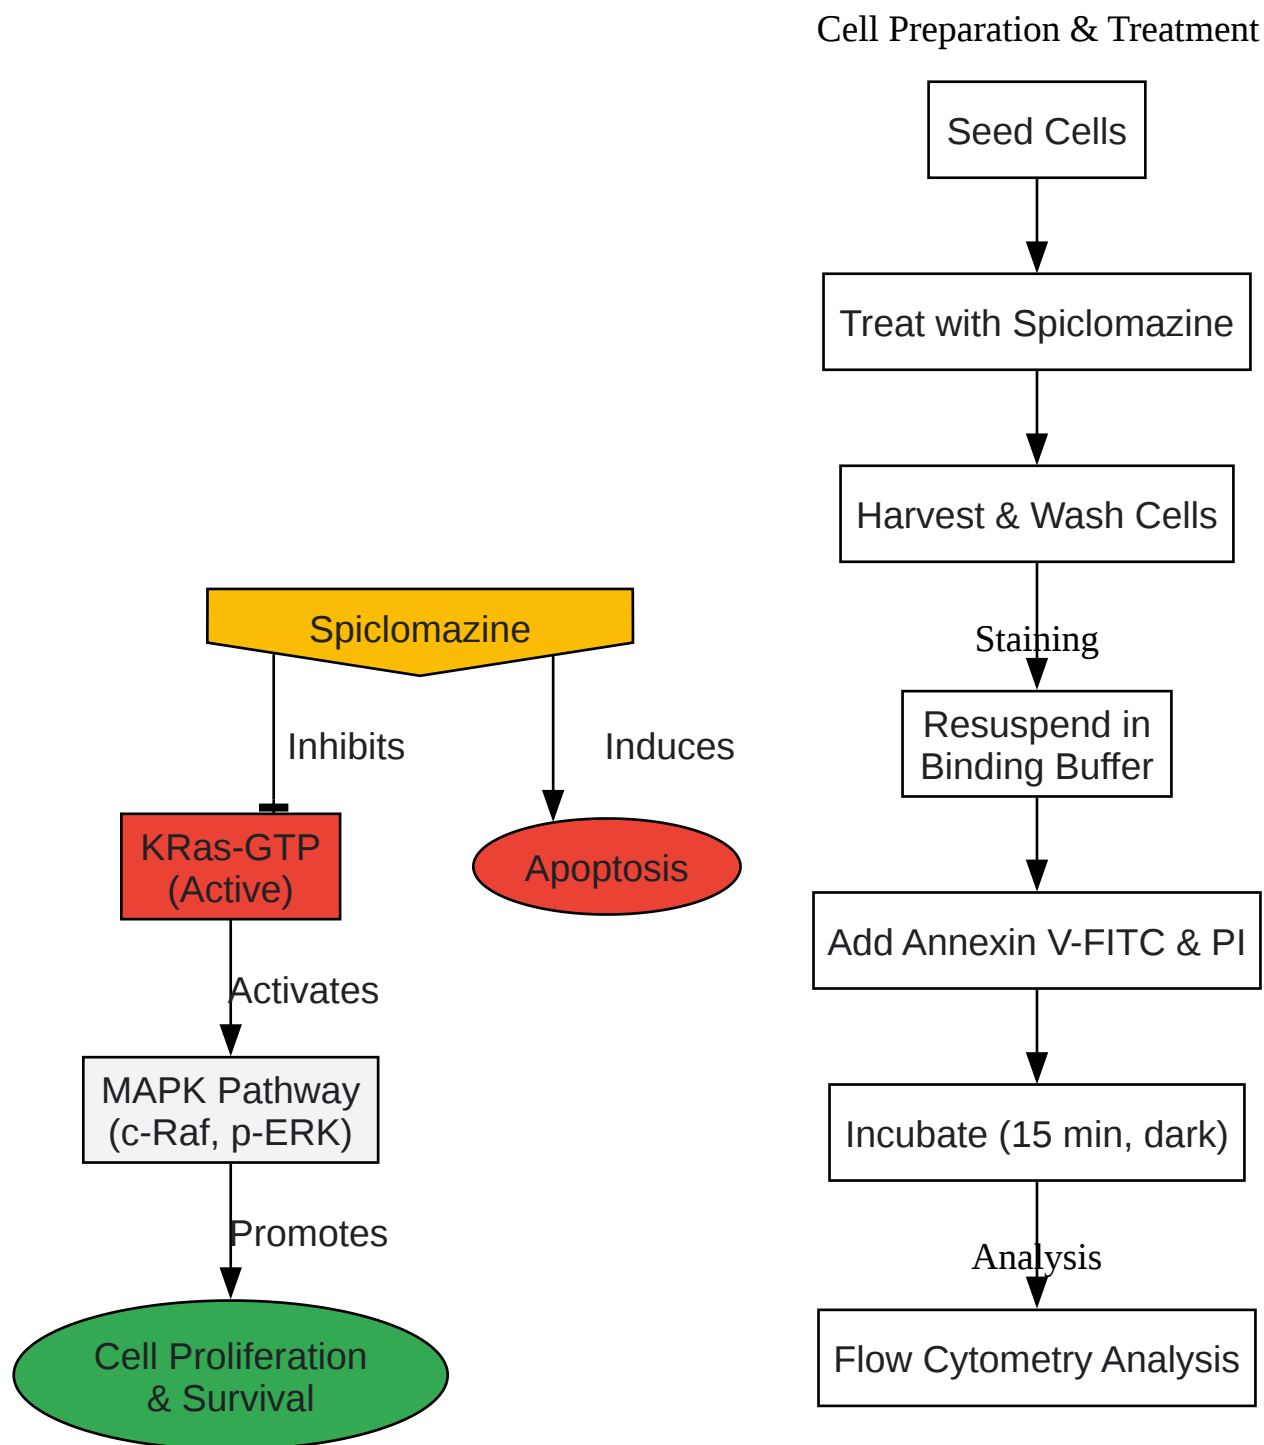 Cell Preparation & Treatment
Seed Cells
Treat with Spiclomazine
Harvest & Wash Cells
Staining
Resuspend in
Binding Buffer
Add Annexin V-FITC & PI
Incubate (15 min, dark)
Analysis
Flow Cytometry Analysis
Spiclomazine
Inhibits
Induces
KRas-GTP
(Active)
Apoptosis
Activates
MAPK Pathway
(c-Raf, p-ERK)
Promotes
Cell Proliferation
& Survival